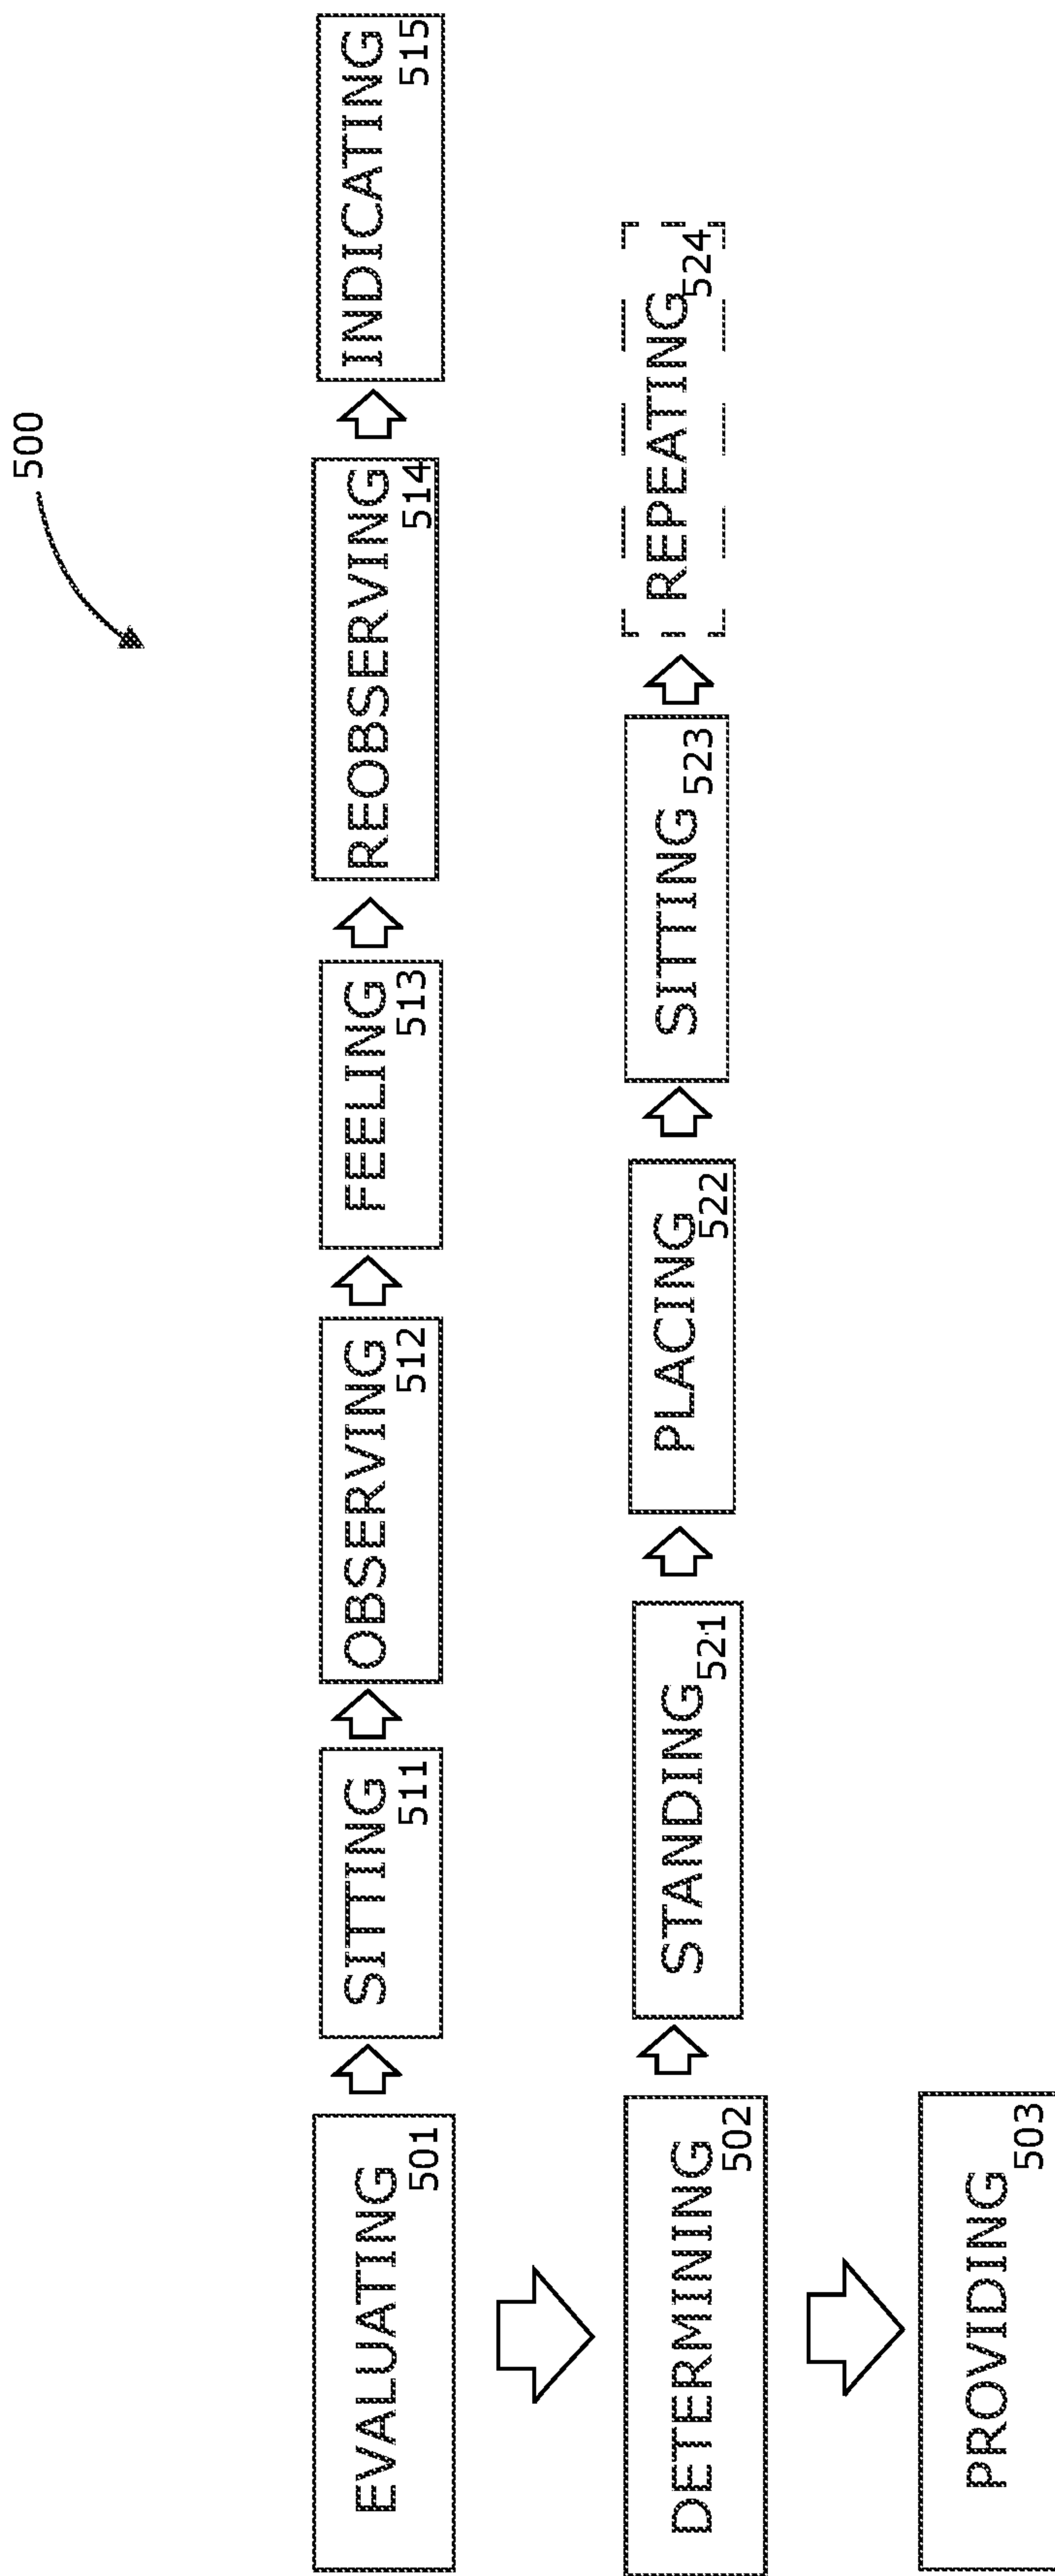 500
EVALUATING
501
SITTING
511
OBSERVING
512
FEELING
513
REOBSERVING
514
INDICATING
515
DETERMINING
502
STANDING
521
PLACING
522
SITTING
523
REPEATING
524
PROVIDING
503